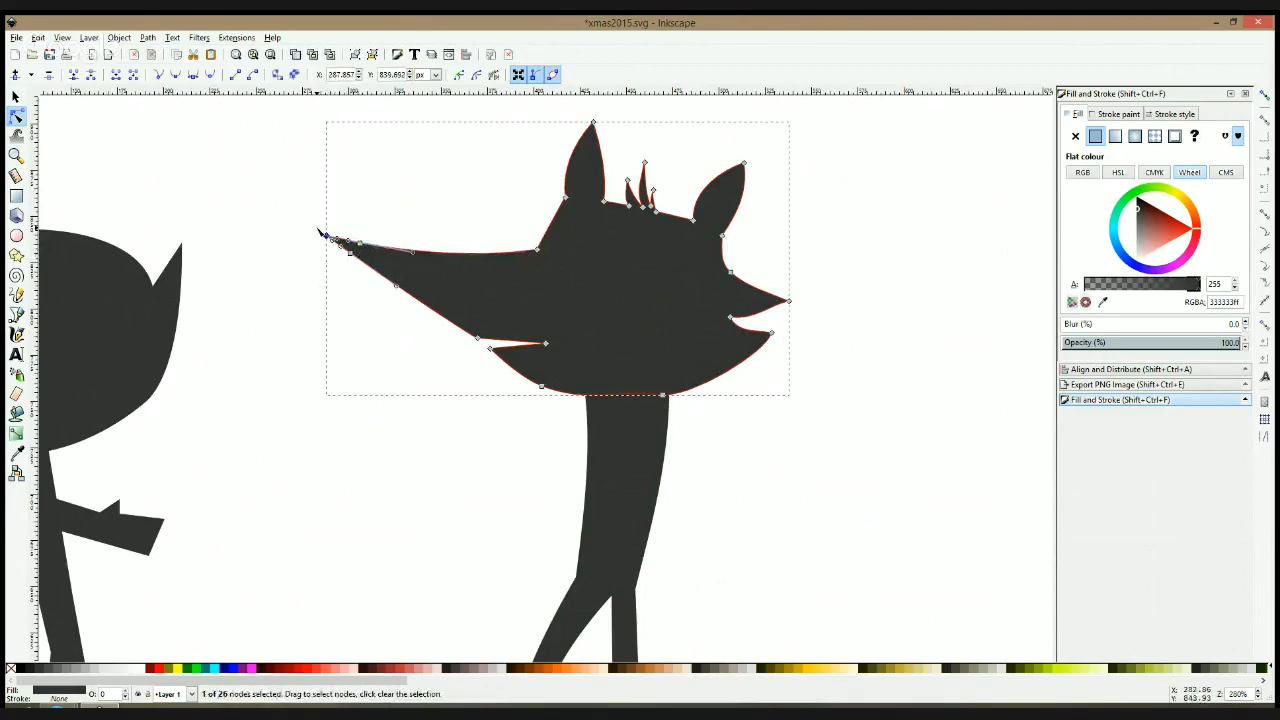 *xmas2015.svg - Inkscape
File Edit View Layer Object Path Text Filters Extensions Help
X: 287.857 Y: 839.692 px
Fill and Stroke (Shift+Ctrl+F)
Fill Stroke paint Stroke style
?
Flat colour
RGB HSL CMYK Wheel CMS
A: 255
RGBA: 333333ff
Blur (%) 0.0
Opacity (%) 100.0
Align and Distribute (Shift+Ctrl+A)
Export PNG Image (Shift+Ctrl+E)
Fill and Stroke (Shift+Ctrl+F)
Fill: O: 0 Layer 1 1 of 26 nodes selected. Drag to select nodes, click clear the selection.
Stroke: None
X: 282.86 Z: 280%
Y: 843.93